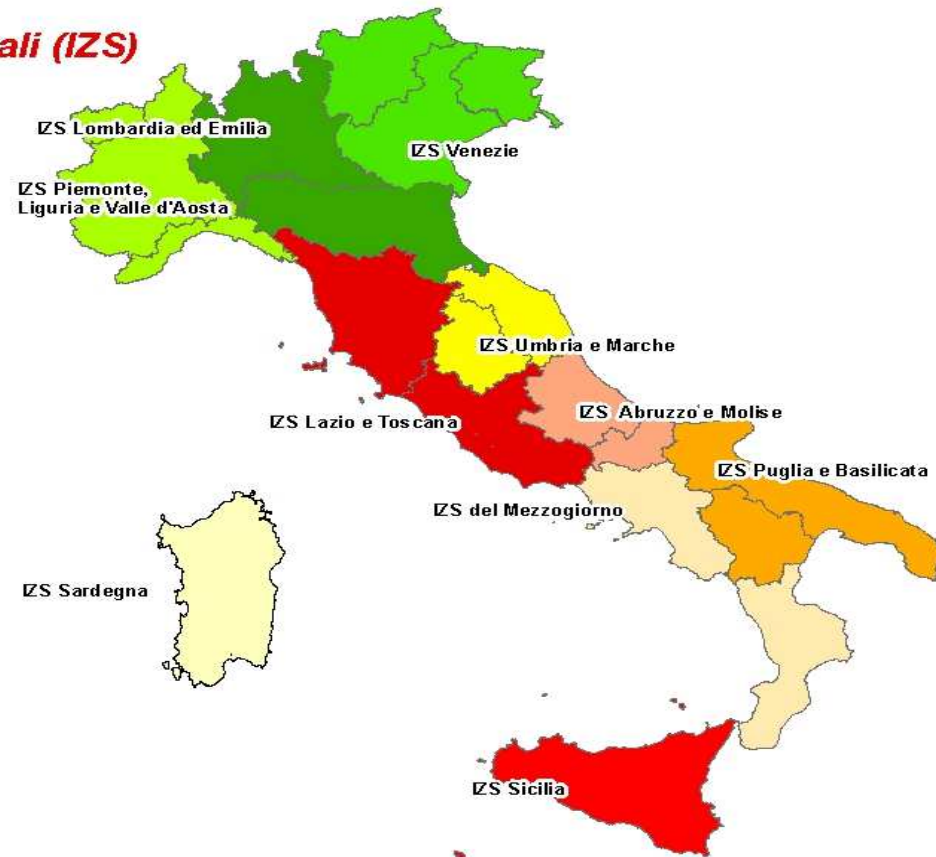 ali (IZS)
IZS Lombardia ed Emilia
IZS Venezie
IZS Piemonte,
Liguria e Valle d'Aosta
IZS Umbria e Marche
IZS Lazio e Toscana
IZS Abruzzo e Molise
IZS Puglia e Basilicata
IZS del Mezzogiorno
IZS Sardegna
IZS Sicilia